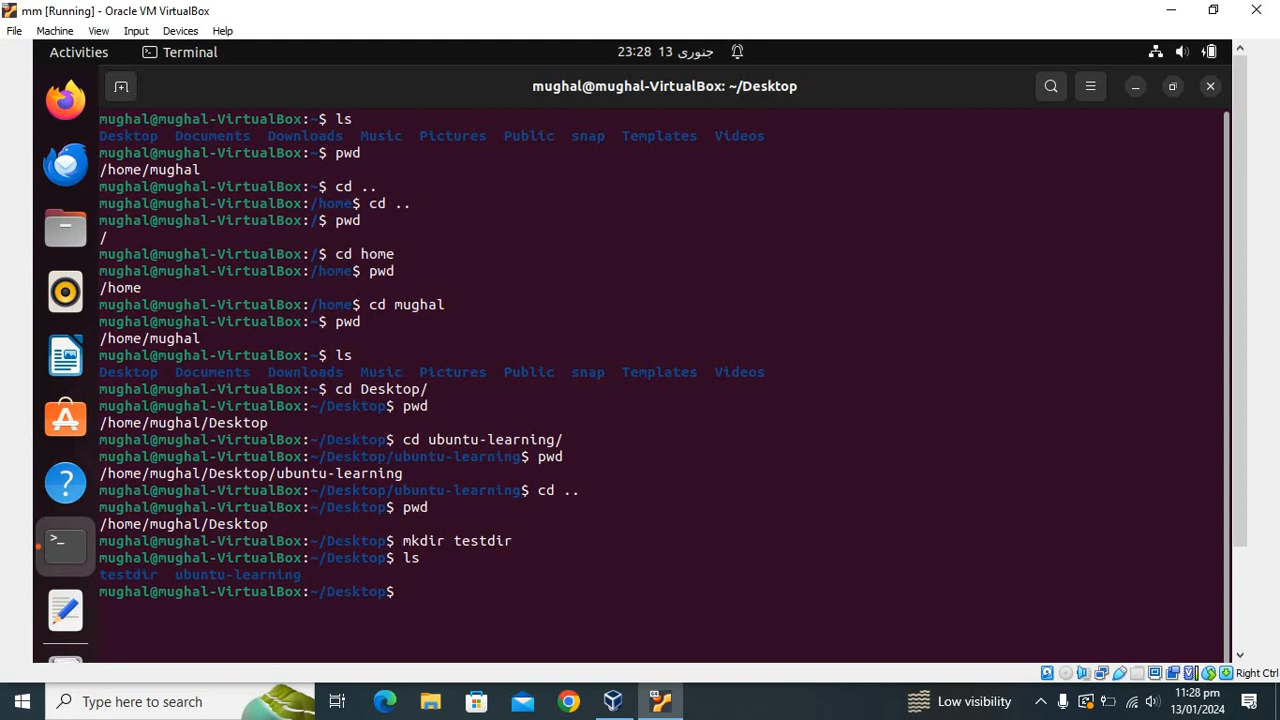 mm [Running] - Oracle VM VirtualBox
File Machine View Input Devices Help
Activities Terminal 23:28 جنوری 13
mughal@mughal-VirtualBox: ~/Desktop
mughal@mughal-VirtualBox:~$ ls
Desktop Documents Downloads Music Pictures Public snap Templates Videos
mughal@mughal-VirtualBox:~$ pwd
/home/mughal
mughal@mughal-VirtualBox:~$ cd ..
mughal@mughal-VirtualBox:/home$ cd ..
mughal@mughal-VirtualBox:/$ pwd
/
mughal@mughal-VirtualBox:/$ cd home
mughal@mughal-VirtualBox:/home$ pwd
/home
mughal@mughal-VirtualBox:/home$ cd mughal
mughal@mughal-VirtualBox:~$ pwd
/home/mughal
mughal@mughal-VirtualBox:~$ ls
Desktop Documents Downloads Music Pictures Public snap Templates Videos
mughal@mughal-VirtualBox:~$ cd Desktop/
mughal@mughal-VirtualBox:~/Desktop$ pwd
/home/mughal/Desktop
mughal@mughal-VirtualBox:~/Desktop$ cd ubuntu-learning/
mughal@mughal-VirtualBox:~/Desktop/ubuntu-learning$ pwd
/home/mughal/Desktop/ubuntu-learning
mughal@mughal-VirtualBox:~/Desktop/ubuntu-learning$ cd ..
mughal@mughal-VirtualBox:~/Desktop$ pwd
/home/mughal/Desktop
mughal@mughal-VirtualBox:~/Desktop$ mkdir testdir
mughal@mughal-VirtualBox:~/Desktop$ ls
testdir ubuntu-learning
mughal@mughal-VirtualBox:~/Desktop$
Right Ctrl
Type here to search
Low visibility
11:28 pm
13/01/2024